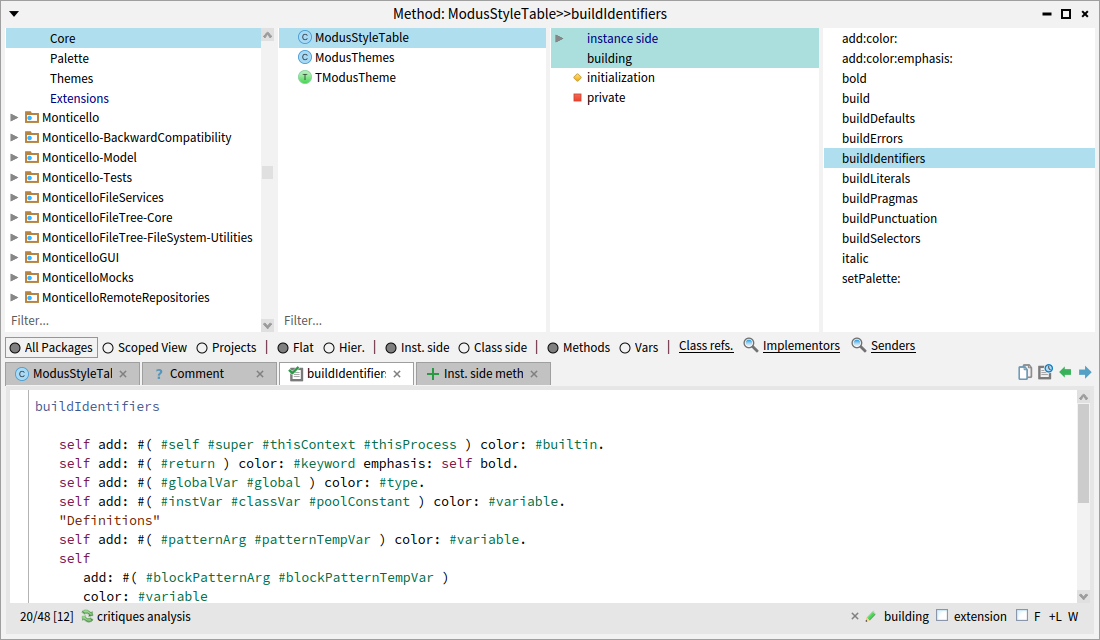 Method: ModusStyleTable>>buildIdentifiers
Core
Palette
Themes
Extensions
Monticello
Monticello-BackwardCompatibility
Monticello-Model
Monticello-Tests
MonticelloFileServices
MonticelloFileTree-Core
MonticelloFileTree-FileSystem-Utilities
MonticelloGUI
MonticelloMocks
MonticelloRemoteRepositories
Filter...
C ModusStyleTable
C ModusThemes
T TModusTheme
Filter...
instance side
building
initialization
private
add:color:
add:color:emphasis:
bold
build
buildDefaults
buildErrors
buildIdentifiers
buildLiterals
buildPragmas
buildPunctuation
buildSelectors
italic
setPalette:
All Packages Scoped View Projects | Flat Hier. | Inst. side Class side | Methods Vars | Class refs. Implementors Senders
C ModusStyleTal × ? Comment × buildIdentifier × Inst. side meth ×
buildIdentifiers
self add: #( #self #super #thisContext #thisProcess ) color: #builtin.
self add: #( #return ) color: #keyword emphasis: self bold.
self add: #( #globalVar #global ) color: #type.
self add: #( #instVar #classVar #poolConstant ) color: #variable.
"Definitions"
self add: #( #patternArg #patternTempVar ) color: #variable.
self
add: #( #blockPatternArg #blockPatternTempVar )
color: #variable
20/48 [12] critiques analysis × building extension F +L W